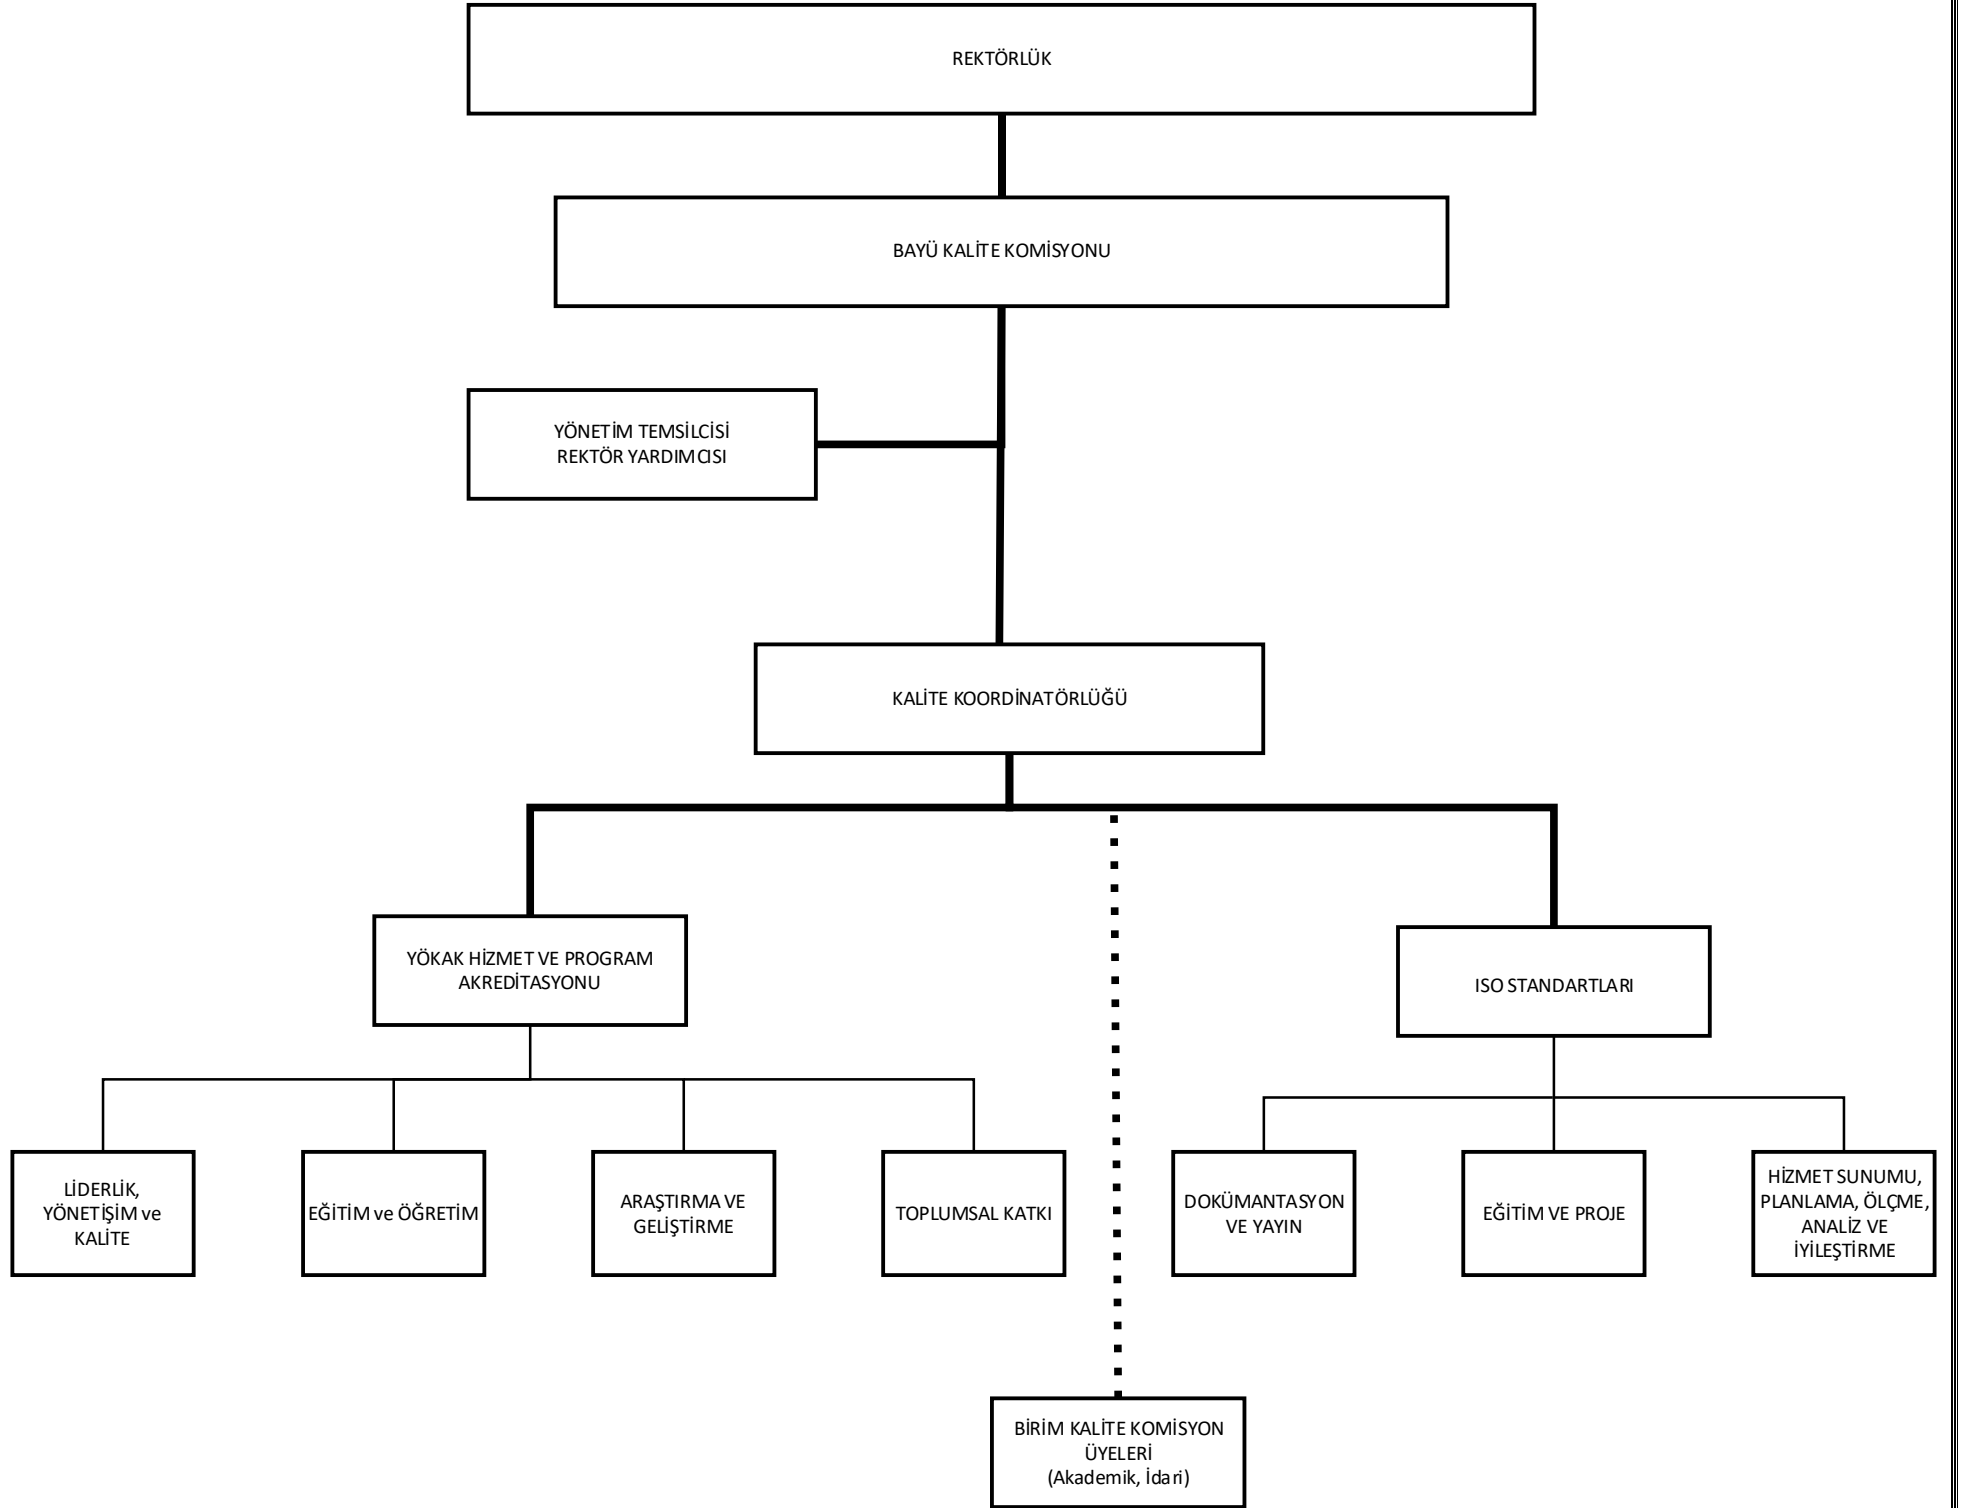 REKTÖRLÜK
BAYÜ KALİTE KOMİSYONU
YÖNETİM TEMSİLCİSİ
REKTÖR YARDIMCISI
KALİTE KOORDİNATÖRLÜĞÜ
YÖKAK HİZMET VE PROGRAM
AKREDİTASYONU
ISO STANDARTLARI
LİDERLİK,
YÖNETİŞİM ve
KALİTE
EĞİTİM ve ÖĞRETİM
ARAŞTIRMA VE
GELİŞTİRME
TOPLUMSAL KATKI
DOKÜMANTASYON
VE YAYIN
EĞİTİM VE PROJE
HİZMET SUNUMU,
PLANLAMA, ÖLÇME,
ANALİZ VE
İYİLEŞTİRME
BİRİM KALİTE KOMİSYON
ÜYELERİ
(Akademik, İdari)